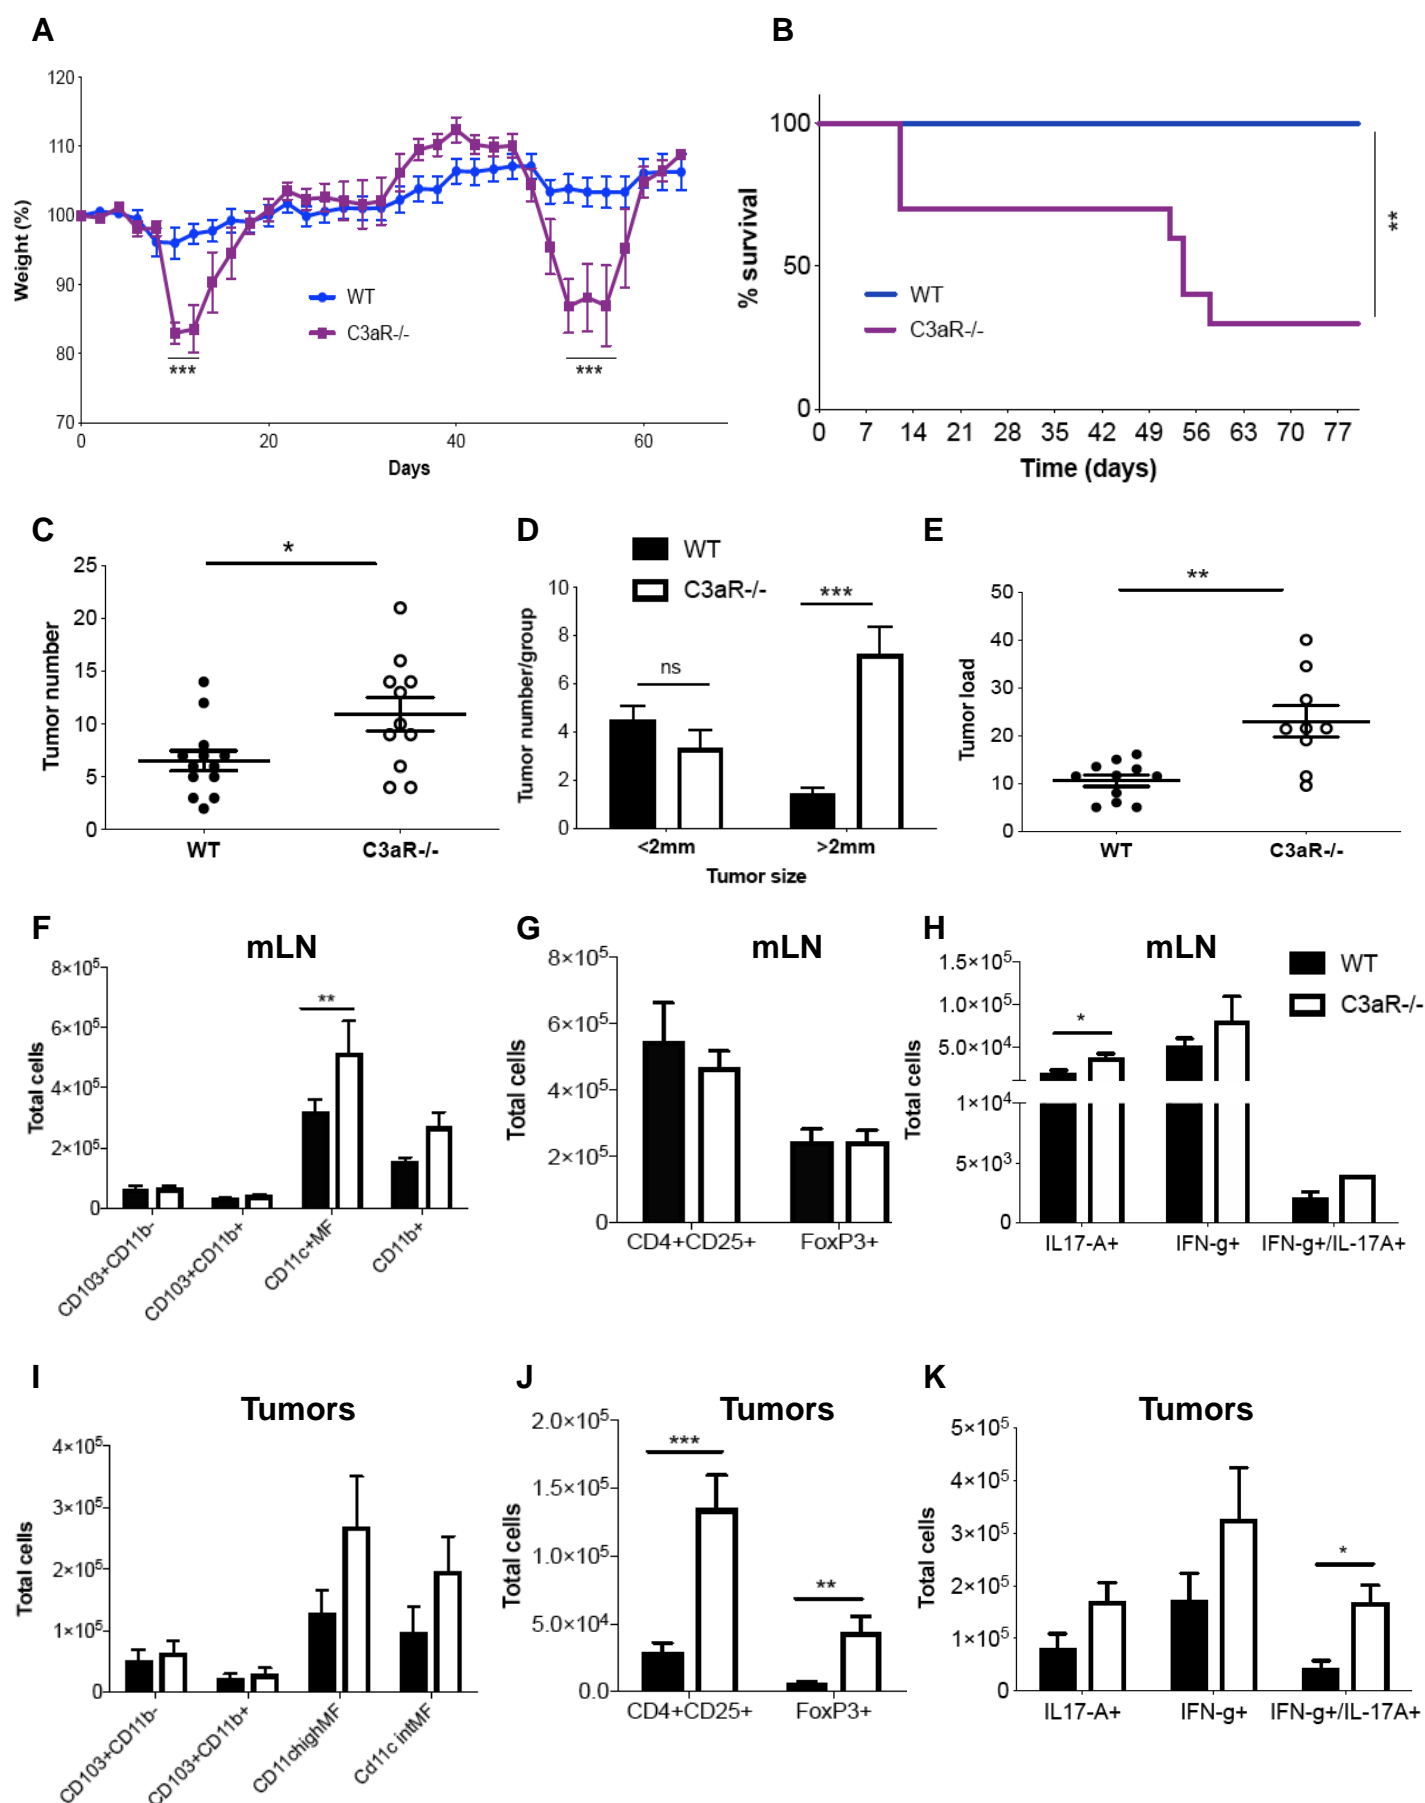 A
B
120
110
100
90
80
70
Weight (%)
WT
C3aR-/-
***
***
0
20
40
60
Days
100
50
0
% survival
WT
C3aR-/-
**
0 7 14 21 28 35 42 49 56 63 70 77
Time (days)
C
D
E
25
20
15
10
5
0
Tumor number
*
WT
C3aR-/-
WT
C3aR-/-
10
8
6
4
2
0
Tumor number/group
ns
***
<2mm
>2mm
Tumor size
50
40
30
20
10
0
Tumor load
**
WT
C3aR-/-
F
G
H
mLN
8×10⁵
6×10⁵
4×10⁵
2×10⁵
0
Total cells
**
CD103+CD11b-
CD103+CD11b+
CD11c+MF
CD11b+
mLN
8×10⁵
6×10⁵
4×10⁵
2×10⁵
0
Total cells
CD4+CD25+
FoxP3+
mLN
WT
C3aR-/-
1.5×10⁵
1.0×10⁵
5.0×10⁴
1×10⁴
5×10³
0
Total cells
*
IL17-A+
IFN-g+
IFN-g+/IL-17A+
I
J
K
Tumors
4×10⁵
3×10⁵
2×10⁵
1×10⁵
0
Total cells
CD103+CD11b-
CD103+CD11b+
CD11chighMF
Cd11c intMF
Tumors
2.0×10⁵
1.5×10⁵
1.0×10⁵
5.0×10⁴
0.0
Total cells
***
**
CD4+CD25+
FoxP3+
Tumors
5×10⁵
4×10⁵
3×10⁵
2×10⁵
1×10⁵
0
Total cells
*
IL17-A+
IFN-g+
IFN-g+/IL-17A+